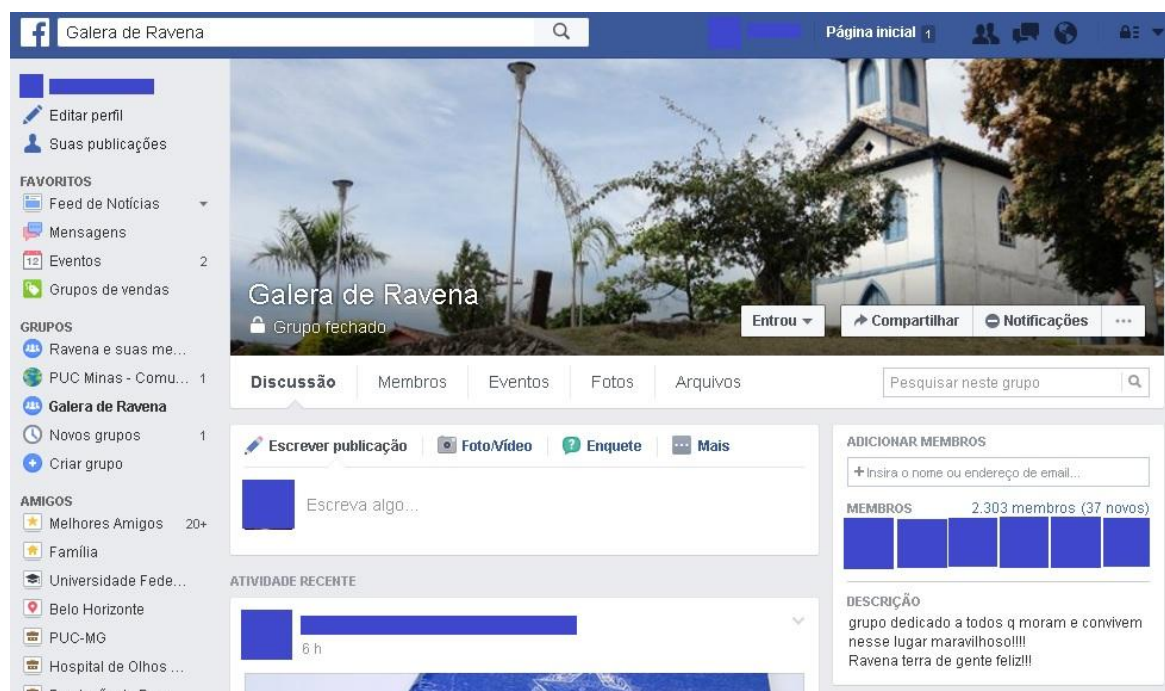 Galera de Ravena
Página inicial 1
Editar perfil
Suas publicações
FAVORITOS
Feed de Notícias
Mensagens
12 Eventos 2
Grupos de vendas
GRUPOS
Ravena e suas me...
PUC Minas - Comu... 1
Galera de Ravena
Novos grupos 1
Criar grupo
AMIGOS
Melhores Amigos 20+
Família
Universidade Fede...
Belo Horizonte
PUC-MG
Hospital de Olhos ...
Galera de Ravena
Grupo fechado
Entrou
Compartilhar
Notificações
...
Discussão Membros Eventos Fotos Arquivos
Pesquisar neste grupo
Escrever publicação Foto/Vídeo Enquete Mais
Escreva algo...
ATIVIDADE RECENTE
6 h
ADICIONAR MEMBROS
+ Insira o nome ou endereço de email...
MEMBROS 2.303 membros (37 novos)
DESCRIÇÃO
grupo dedicado a todos q moram e convivem
nesse lugar maravilhoso!!!!
Ravena terra de gente feliz!!!